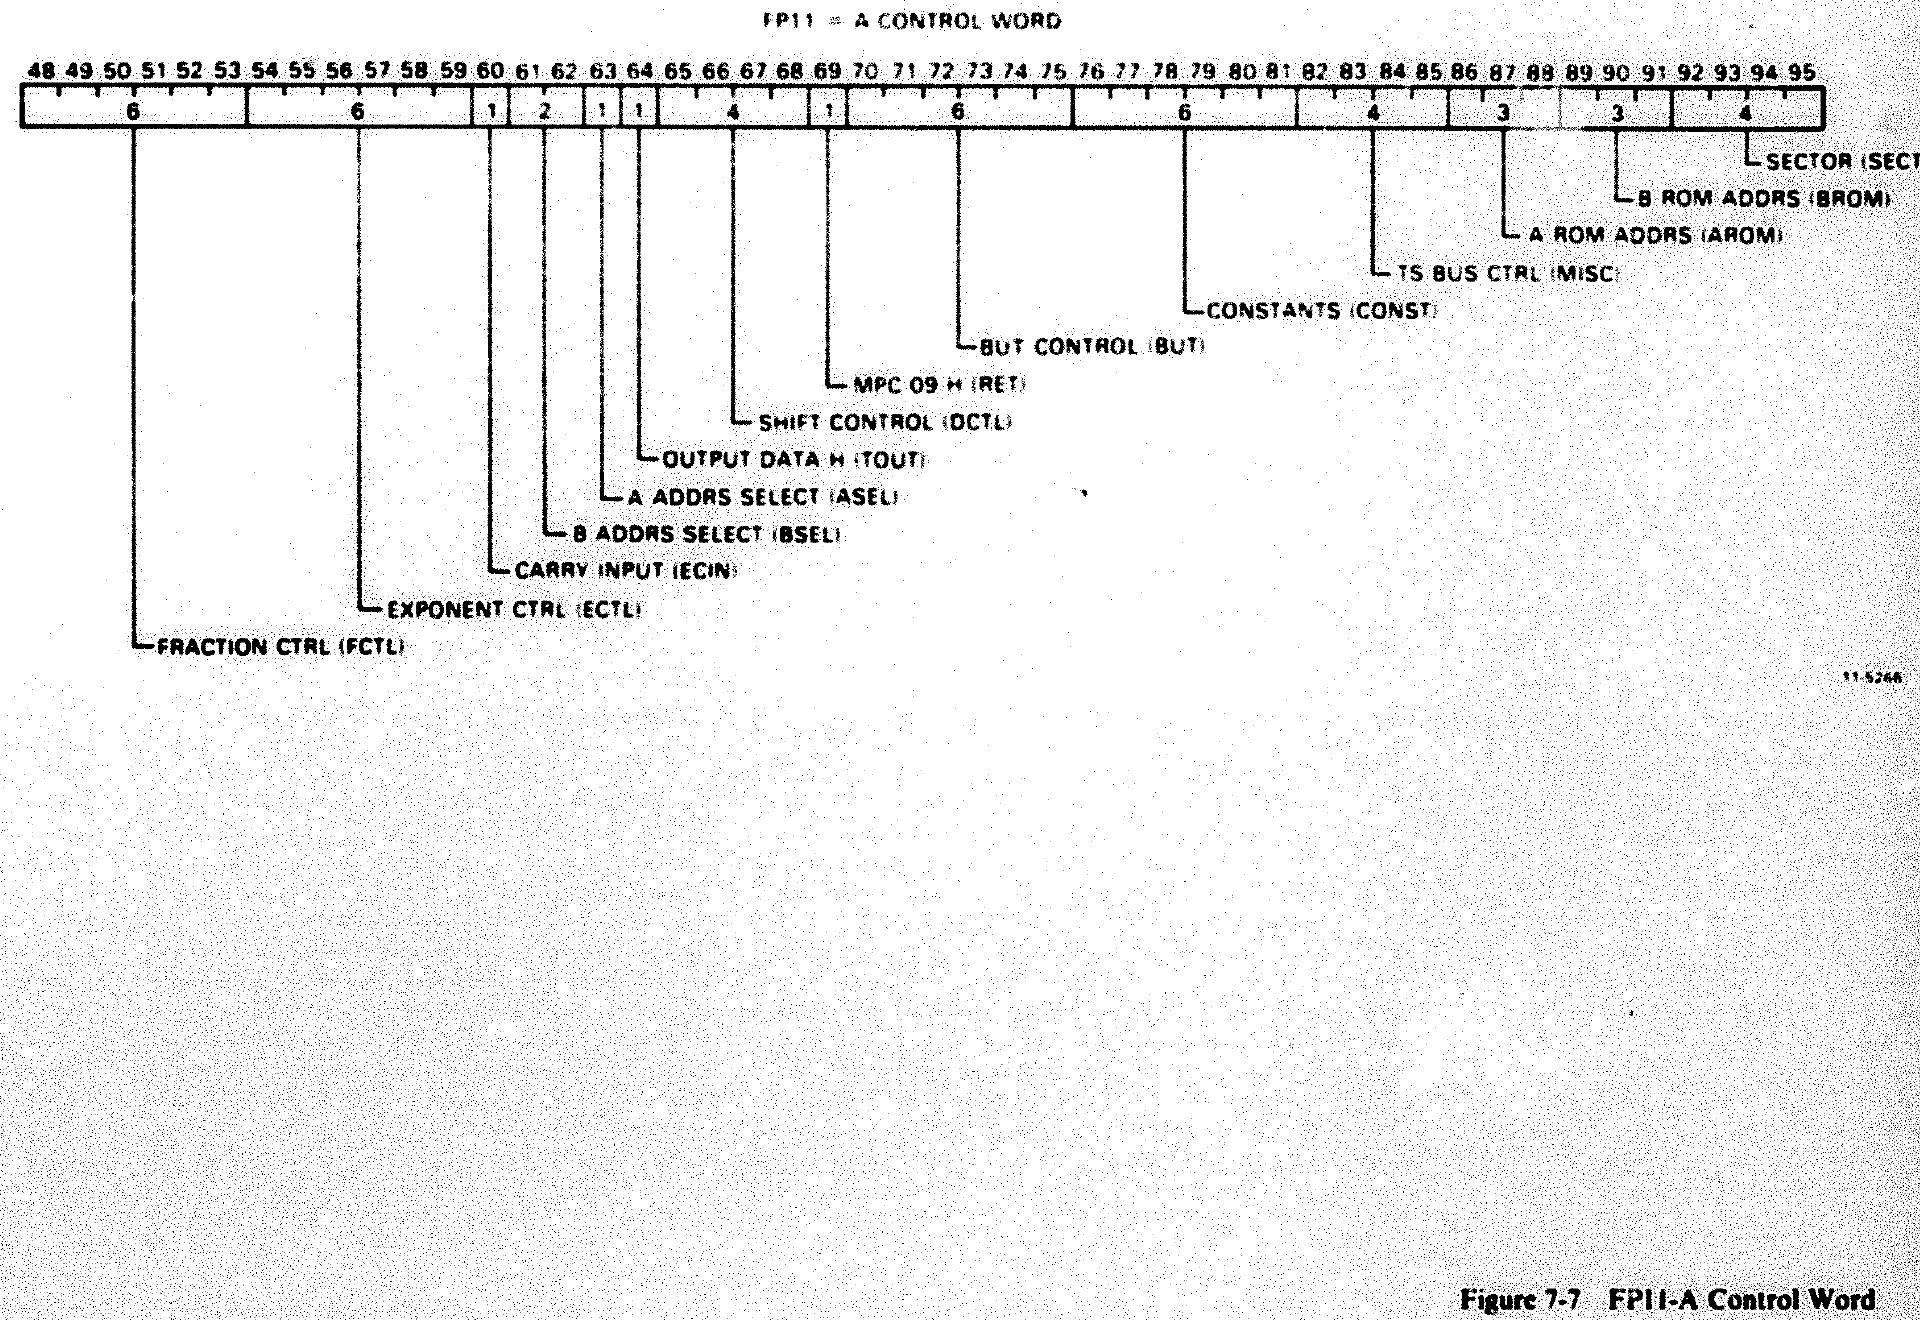 FP11 = A CONTROL WORD
48 49 50 51 52 53 54 55 56 57 58 59 60 61 62 63 64 65 66 67 68 69 70 71 72 73 74 75 76 77 78 79 80 81 82 83 84 85 86 87 88 89 90 91 92 93 94 95
6 6 1 2 1 1 4 1 6 6 4 3 3 4
SECTOR (SECT
B ROM ADDRS (BROM)
A ROM ADDRS (AROM)
TS BUS CTRL (MISC)
CONSTANTS (CONST)
BUT CONTROL (BUT)
MPC 09 H (RET)
SHIFT CONTROL (DCTL)
OUTPUT DATA H (TOUT)
A ADDRS SELECT (ASEL)
B ADDRS SELECT (BSEL)
CARRY INPUT (ECIN)
EXPONENT CTRL (ECTL)
FRACTION CTRL (FCTL)
11-5266
Figure 7-7 FP11-A Control Word